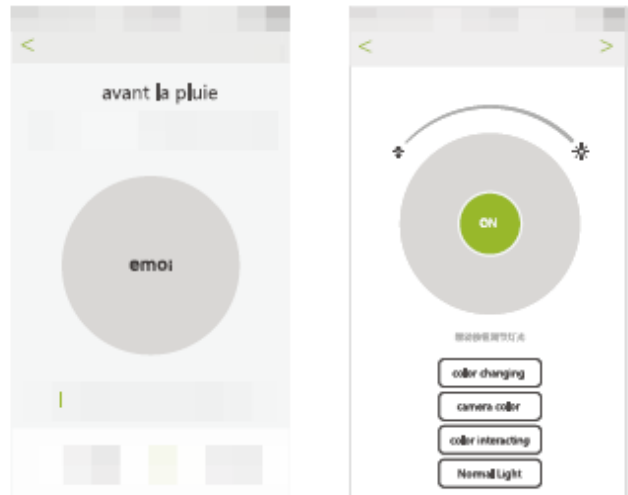 <
avant la pluie
emoi
< >
ON
color changing
camera color
color interacting
Normal Light